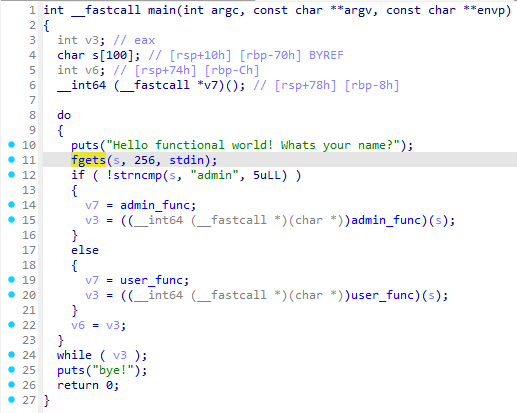 1 int __fastcall main(int argc, const char **argv, const char **envp)
2 {
3   int v3; // eax
4   char s[100]; // [rsp+10h] [rbp-70h] BYREF
5   int v6; // [rsp+74h] [rbp-Ch]
6   __int64 (__fastcall *v7)(); // [rsp+78h] [rbp-8h]
7
8   do
9   {
10     puts("Hello functional world! Whats your name?");
11     fgets(s, 256, stdin);
12     if ( !strncmp(s, "admin", 5uLL) )
13     {
14       v7 = admin_func;
15       v3 = ((__int64 (__fastcall *)(char *))admin_func)(s);
16     }
17     else
18     {
19       v7 = user_func;
20       v3 = ((__int64 (__fastcall *)(char *))user_func)(s);
21     }
22     v6 = v3;
23   }
24   while ( v3 );
25   puts("bye!");
26   return 0;
27 }